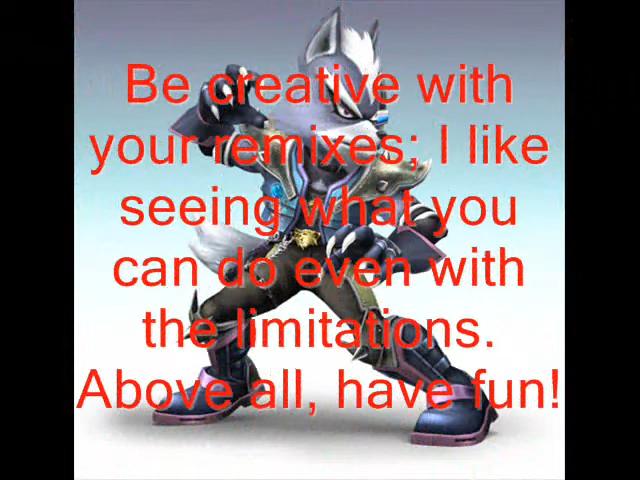 Be creative with
your remixes; I like
seeing what you
can do even with
the limitations.
Above all, have fun!